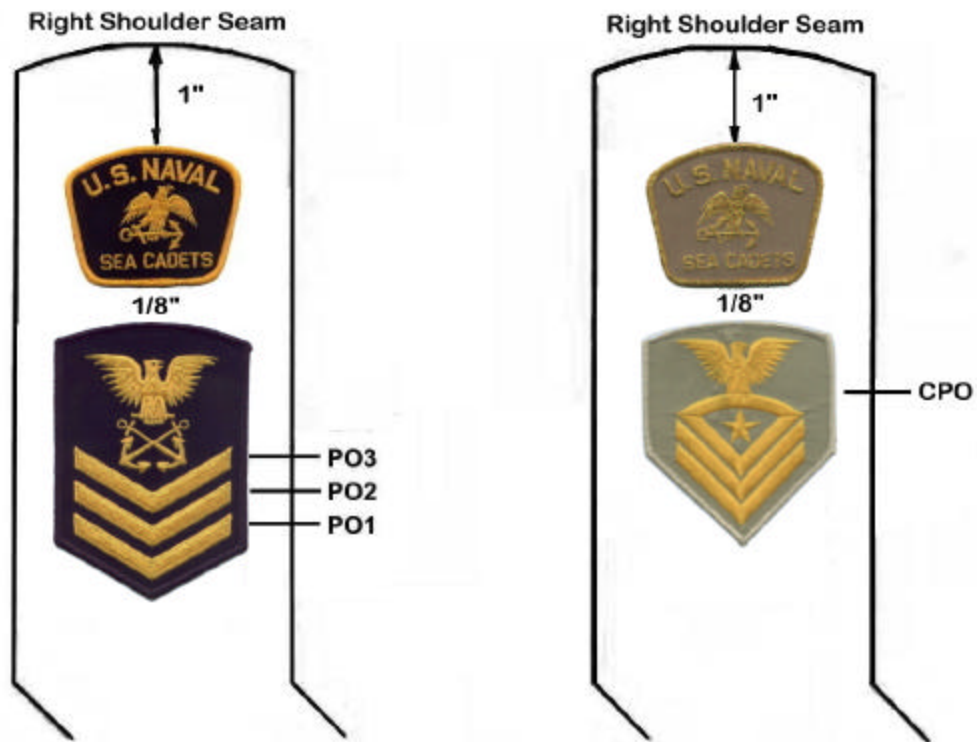 Right Shoulder Seam
1"
U.S. NAVAL
SEA CADETS
1/8"
PO3
PO2
PO1
Right Shoulder Seam
1"
U.S. NAVAL
SEA CADETS
1/8"
CPO